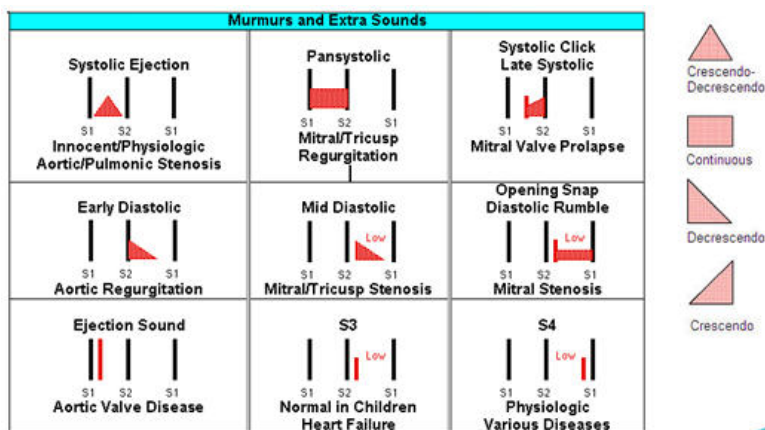 Murmurs and Extra Sounds
Systolic Ejection
S1 S2 S1
Innocent/Physiologic
Aortic/Pulmonic Stenosis
Pansystolic
S1 S2 S1
Mitral/Tricusp
Regurgitation
Systolic Click
Late Systolic
S1 S2 S1
Mitral Valve Prolapse
Early Diastolic
S1 S2 S1
Aortic Regurgitation
Mid Diastolic
Low
S1 S2 S1
Mitral/Tricusp Stenosis
Opening Snap
Diastolic Rumble
Low
S1 S2 S1
Mitral Stenosis
Ejection Sound
S1 S2 S1
Aortic Valve Disease
S3
Low
S1 S2 S1
Normal in Children
Heart Failure
S4
Low
S1 S2 S1
Physiologic
Various Diseases
Crescendo-
Decrescendo
Continuous
Decrescendo
Crescendo